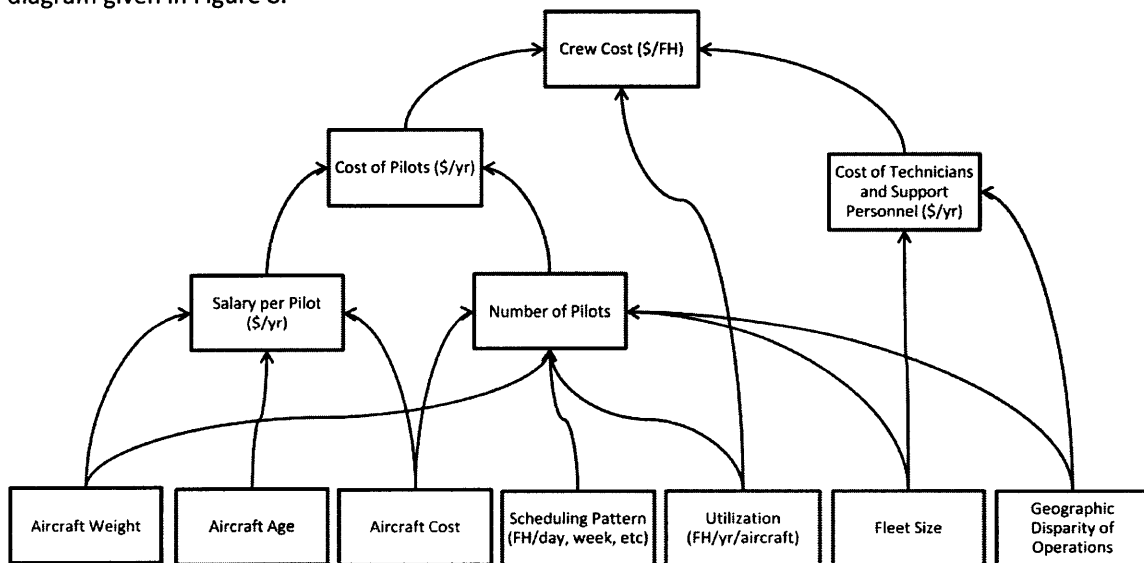 diagram given in Figure 8.
Crew Cost ($/FH)
Cost of Pilots ($/yr)
Cost of Technicians
and Support
Personnel ($/yr)
Salary per Pilot
($/yr)
Number of Pilots
Aircraft Weight
Aircraft Age
Aircraft Cost
Scheduling Pattern
(FH/day, week, etc)
Utilization
(FH/yr/aircraft)
Fleet Size
Geographic
Disparity of
Operations